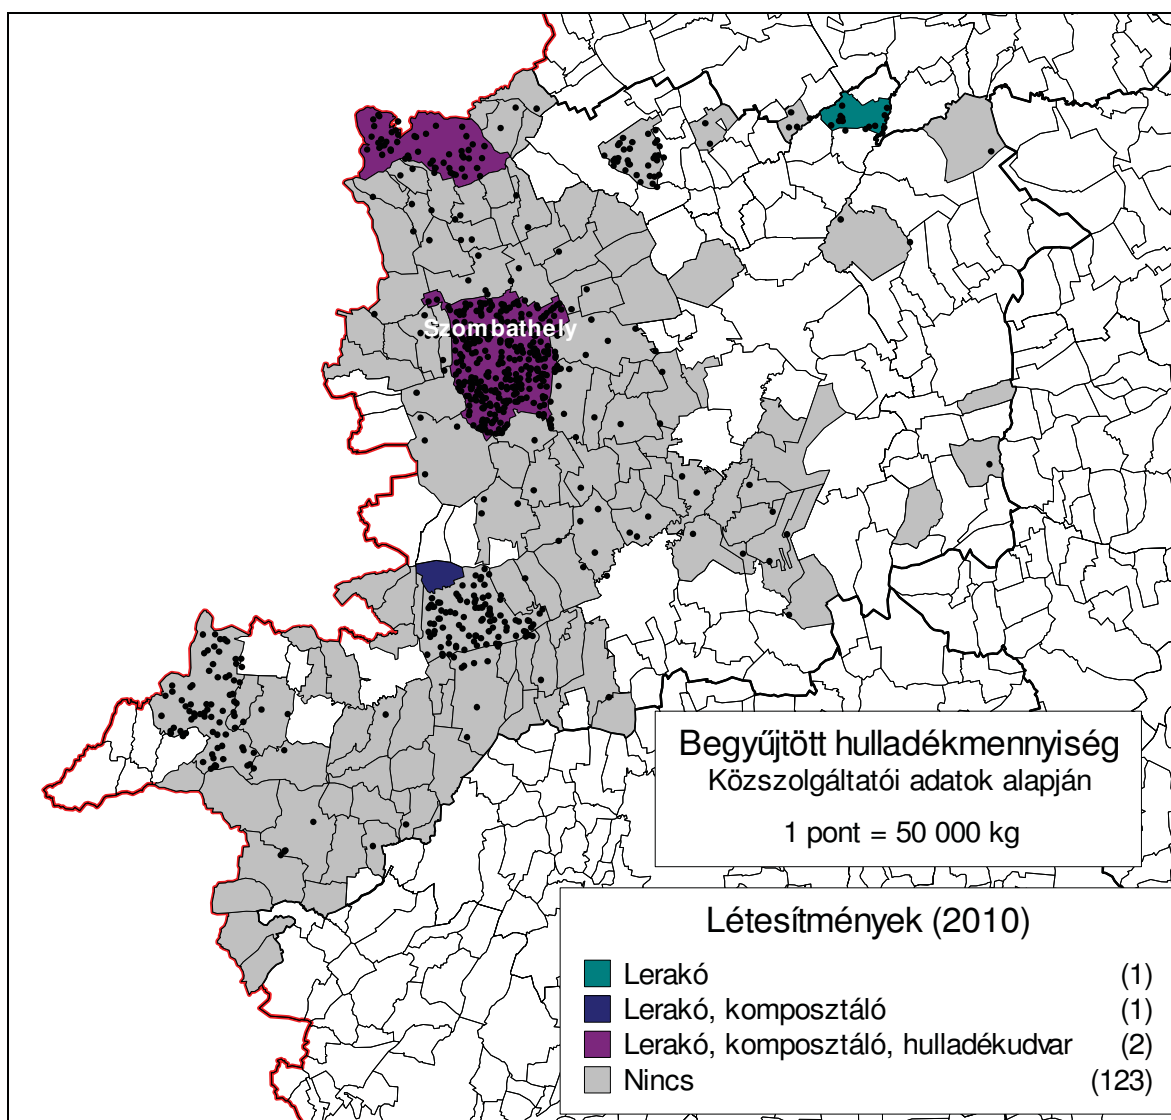 Szombathely
Begyűjtött hulladékmennyiség
Közszolgáltatói adatok alapján
1 pont = 50 000 kg
Létesítmények (2010)
Lerakó (1)
Lerakó, komposztáló (1)
Lerakó, komposztáló, hulladékudvar (2)
Nincs (123)